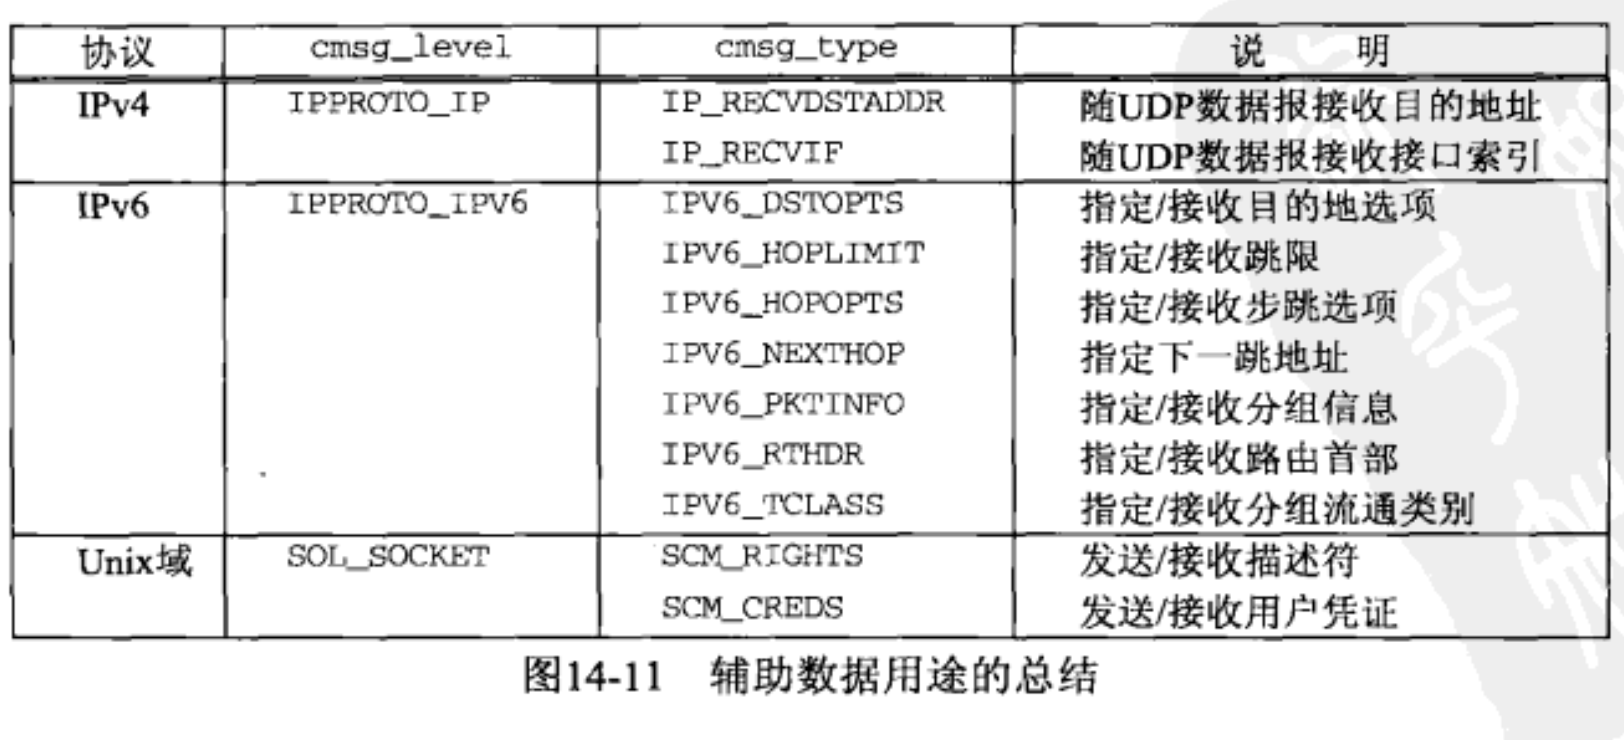 协议 cmsg_level cmsg_type 说 明
IPv4 IPPROTO_IP IP_RECVDSTADDR 随UDP数据报接收目的地址
IP_RECVIF 随UDP数据报接收接口索引
IPv6 IPPROTO_IPV6 IPV6_DSTOPTS 指定/接收目的地选项
IPV6_HOPLIMIT 指定/接收跳限
IPV6_HOPOPTS 指定/接收步跳选项
IPV6_NEXTHOP 指定下一跳地址
IPV6_PKTINFO 指定/接收分组信息
IPV6_RTHDR 指定/接收路由首部
IPV6_TCLASS 指定/接收分组流通类别
Unix域 SOL_SOCKET SCM_RIGHTS 发送/接收描述符
SCM_CREDS 发送/接收用户凭证
图14-11 辅助数据用途的总结